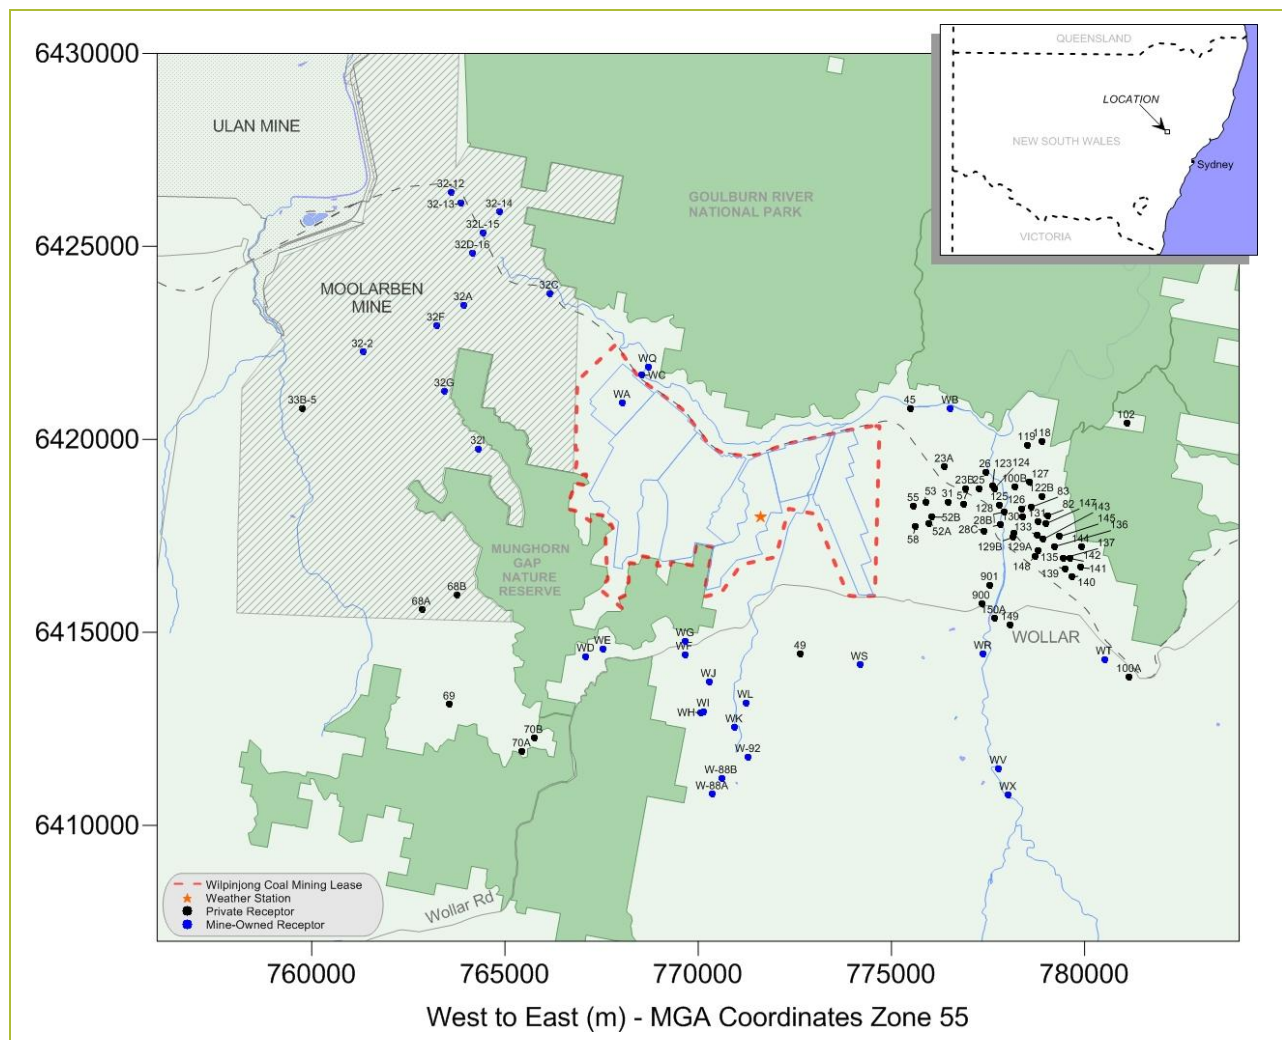 6430000
6425000
6420000
6415000
6410000
760000
765000
770000
775000
780000
West to East (m) - MGA Coordinates Zone 55
QUEENSLAND
LOCATION
NEW SOUTH WALES
Sydney
VICTORIA
ULAN MINE
GOULBURN RIVER
NATIONAL PARK
MOOLARBEN
MINE
MUNGHORN
GAP
NATURE
RESERVE
WOLLAR
Wollar Rd
32-12
32-13
32-14
32L-15
32D-16
32C
32A
32F
32-2
32G
33B-5
32I
WQ
WC
WA
45
WB
102
118
119
23A
26
123
124
23B
25
100B
127
122B
83
55
53
31
57
125
126
128
130
131
82
147
143
145
136
52B
52A
58
28B
28C
133
129B
129A
144
137
135
142
148
139
141
140
901
900
150A
149
68B
68A
WD
WE
WG
WF
49
WS
WR
WT
100A
WJ
WI
WH
WL
WK
W-92
W-88B
W-88A
69
70B
70A
WV
WX
Wilpinjong Coal Mining Lease
Weather Station
Private Receptor
Mine-Owned Receptor